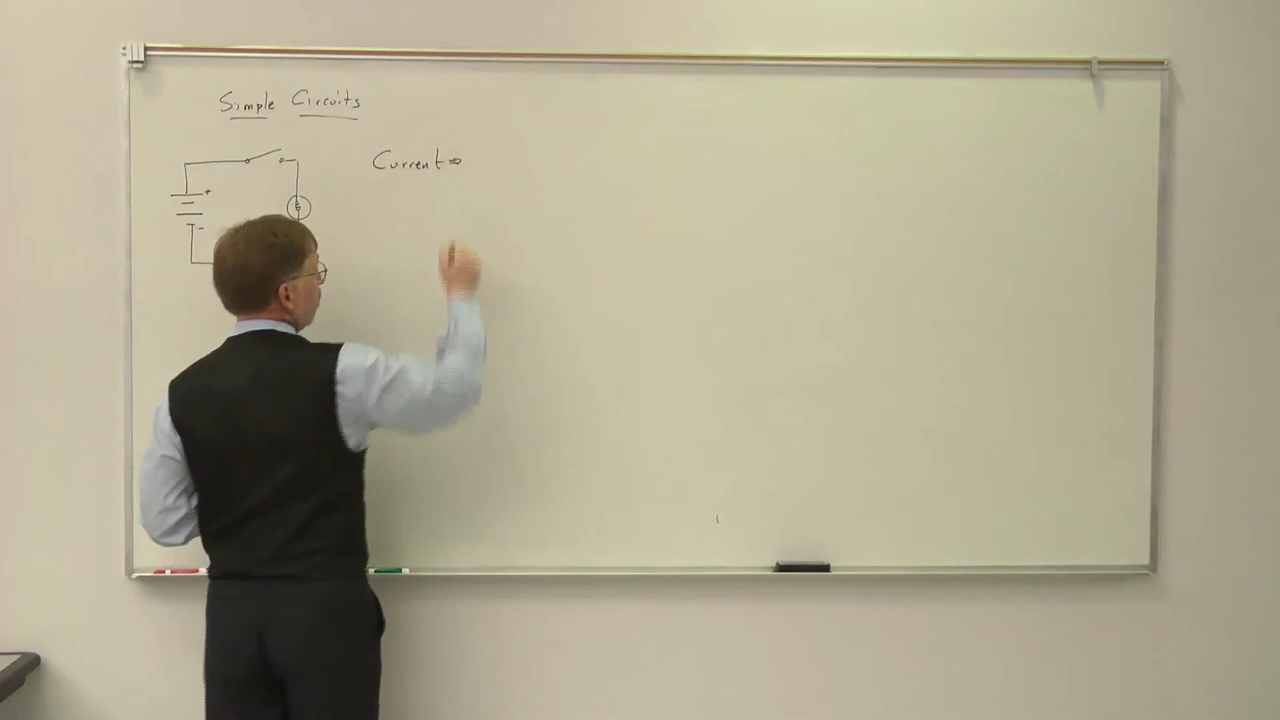 Simple Circuits
Current ⇒
+
-